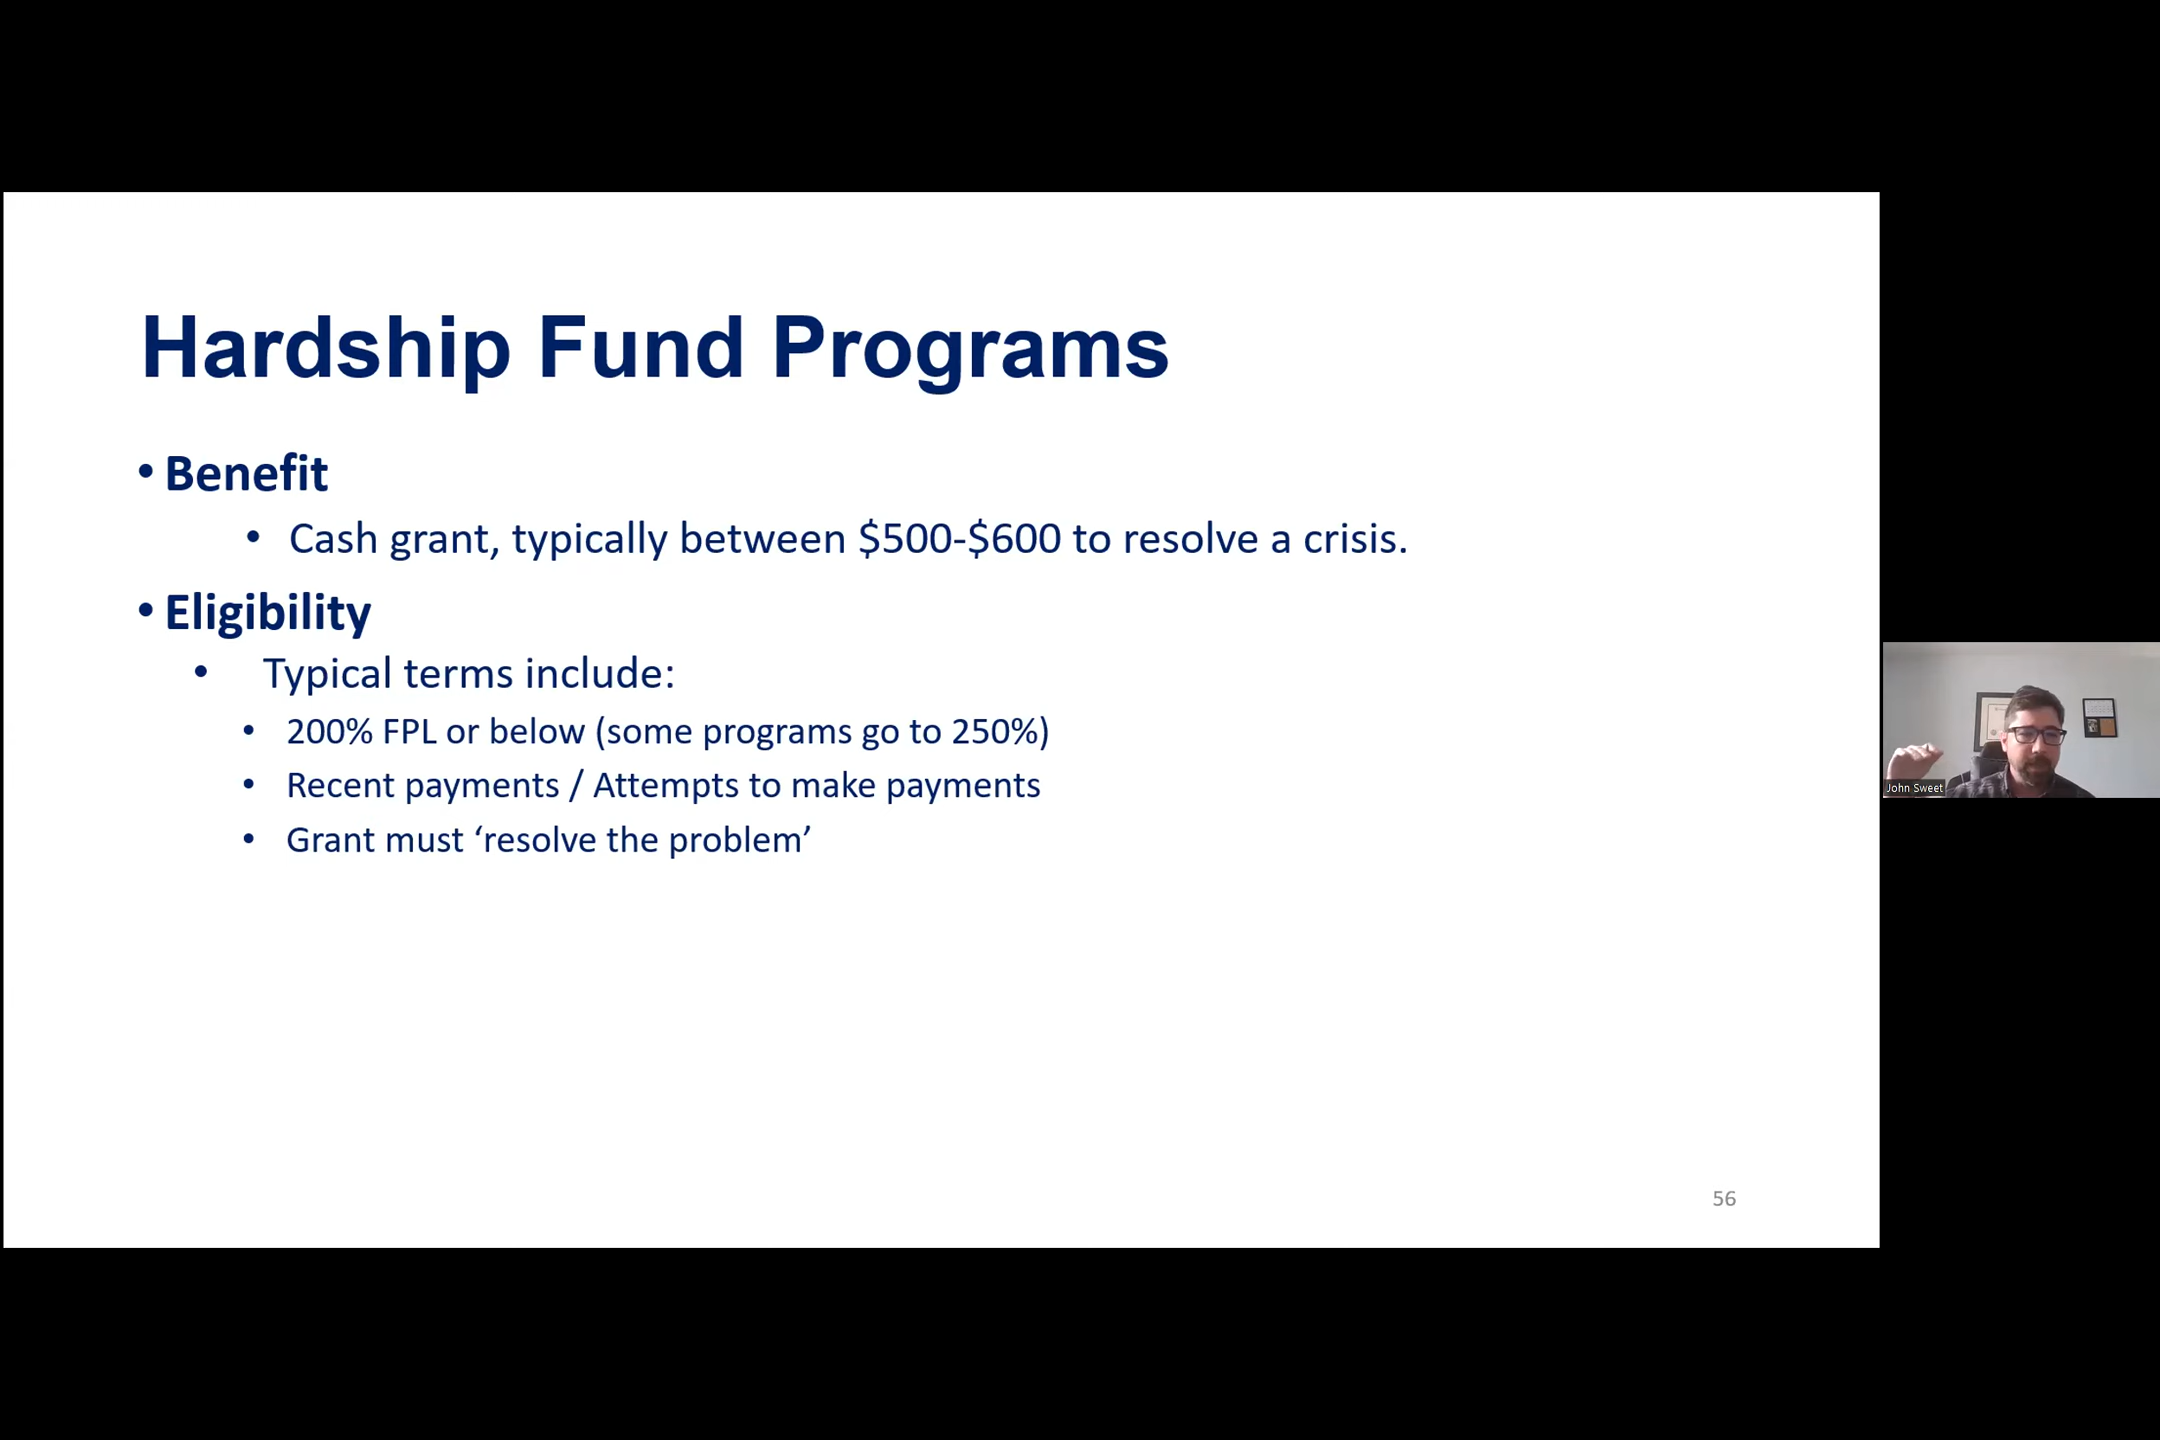 Hardship Fund Programs
• Benefit
• Cash grant, typically between $500-$600 to resolve a crisis.
• Eligibility
• Typical terms include:
• 200% FPL or below (some programs go to 250%)
• Recent payments / Attempts to make payments
• Grant must ‘resolve the problem’
John Sweet
56